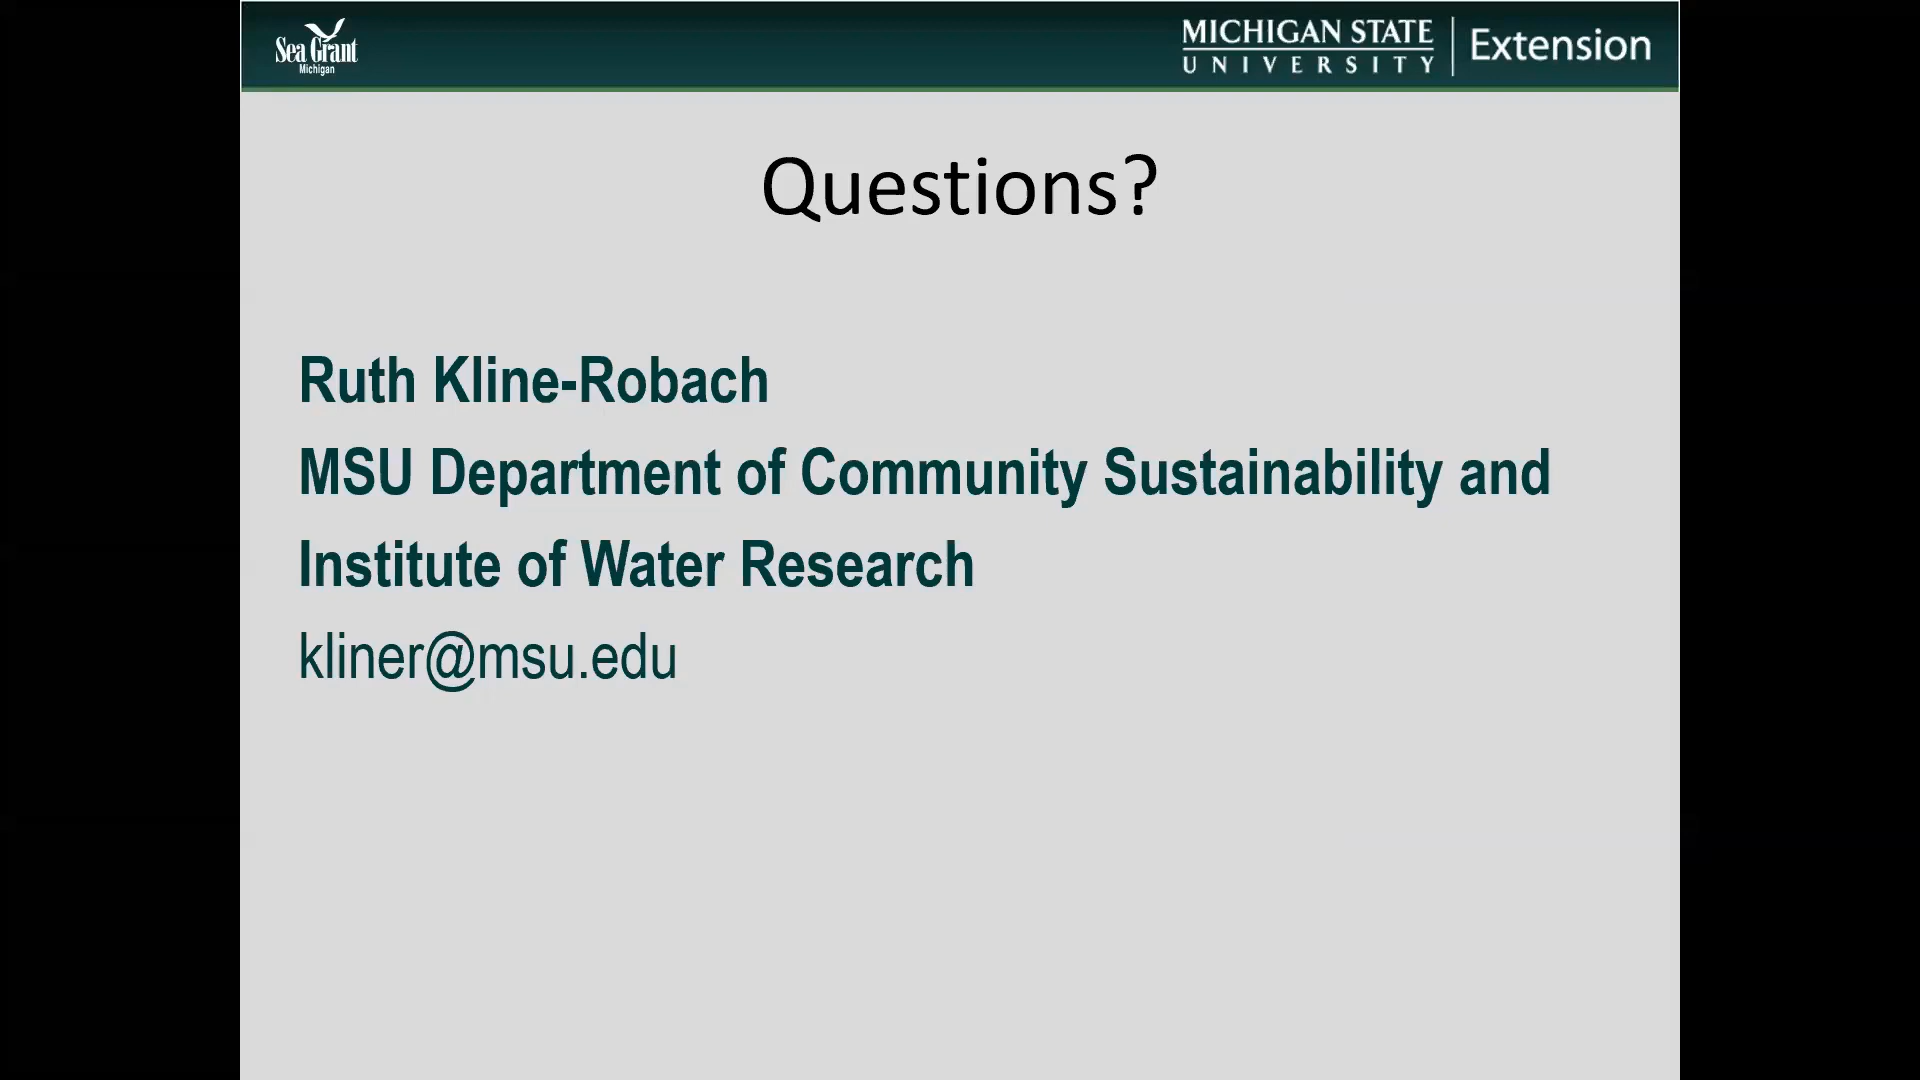 Sea Grant
Michigan
MICHIGAN STATE
UNIVERSITY
Extension
Questions?
Ruth Kline-Robach
MSU Department of Community Sustainability and
Institute of Water Research
kliner@msu.edu